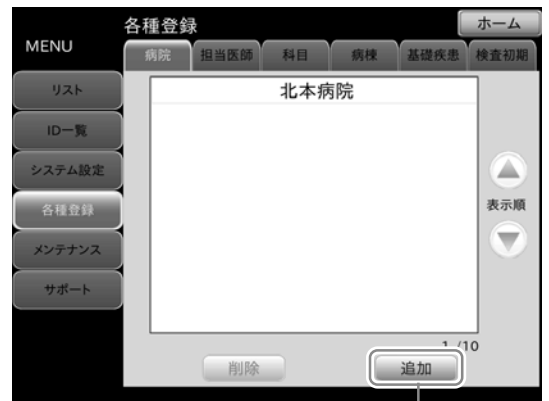 各種登録
ホーム
MENU
病院 担当医師 科目 病棟 基礎疾患 検査初期
リスト
ID一覧
システム設定
各種登録
メンテナンス
サポート
北本病院
表示順
1 /10
削除
追加